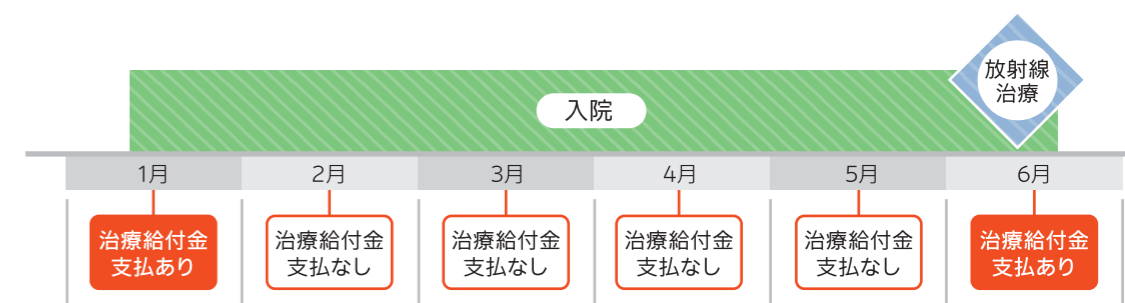 放射線
治療
入院
1月
2月
3月
4月
5月
6月
治療給付金
支払あり
治療給付金
支払なし
治療給付金
支払なし
治療給付金
支払なし
治療給付金
支払なし
治療給付金
支払あり